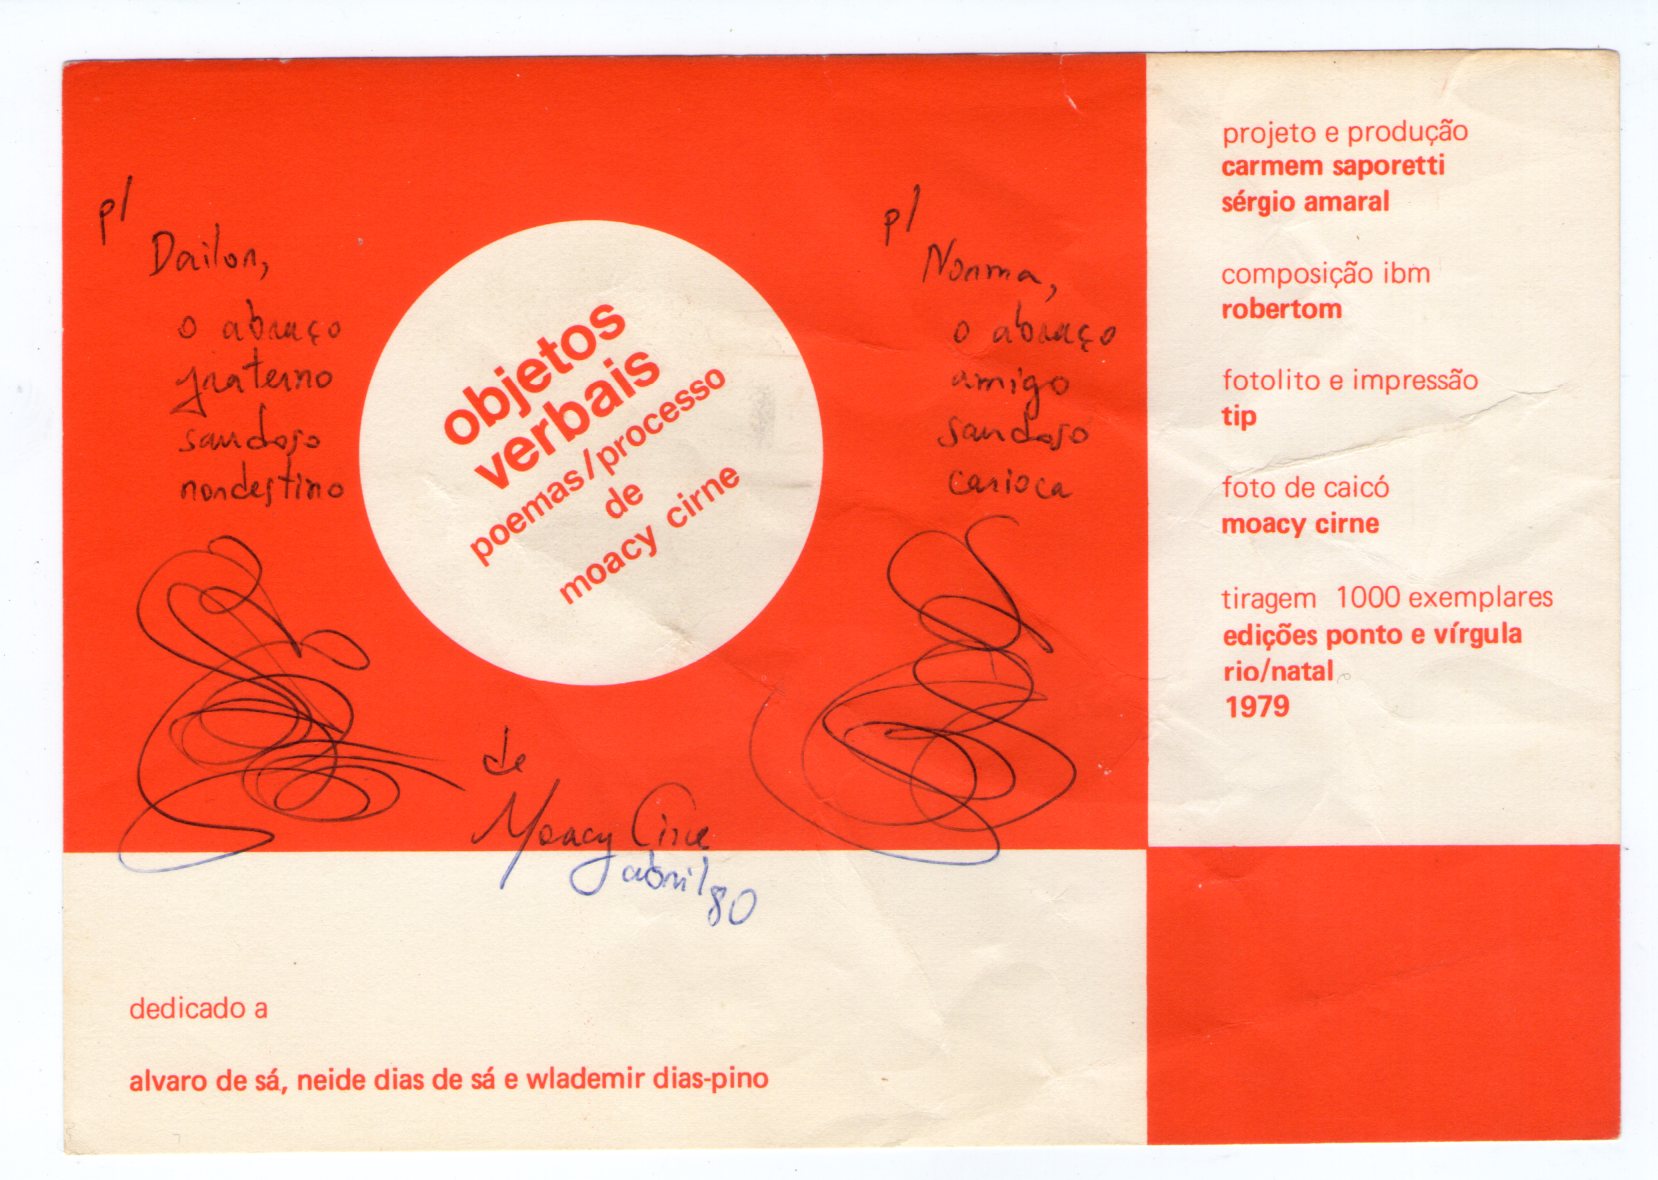 p/
Dailor,
o abraço
fraterno
saudoso
nordestino
objetos
verbais
poemas/processo
de
moacy cirne
p/
Norma,
o abraço
amigo
saudoso
carioca
de
Moacy Cirne
abril 80
projeto e produção
carmem saporetti
sérgio amaral
composição ibm
robertom
fotolito e impressão
tip
foto de caicó
moacy cirne
tiragem 1000 exemplares
edições ponto e vírgula
rio/natal
1979
dedicado a
alvaro de sá, neide dias de sá e wlademir dias-pino